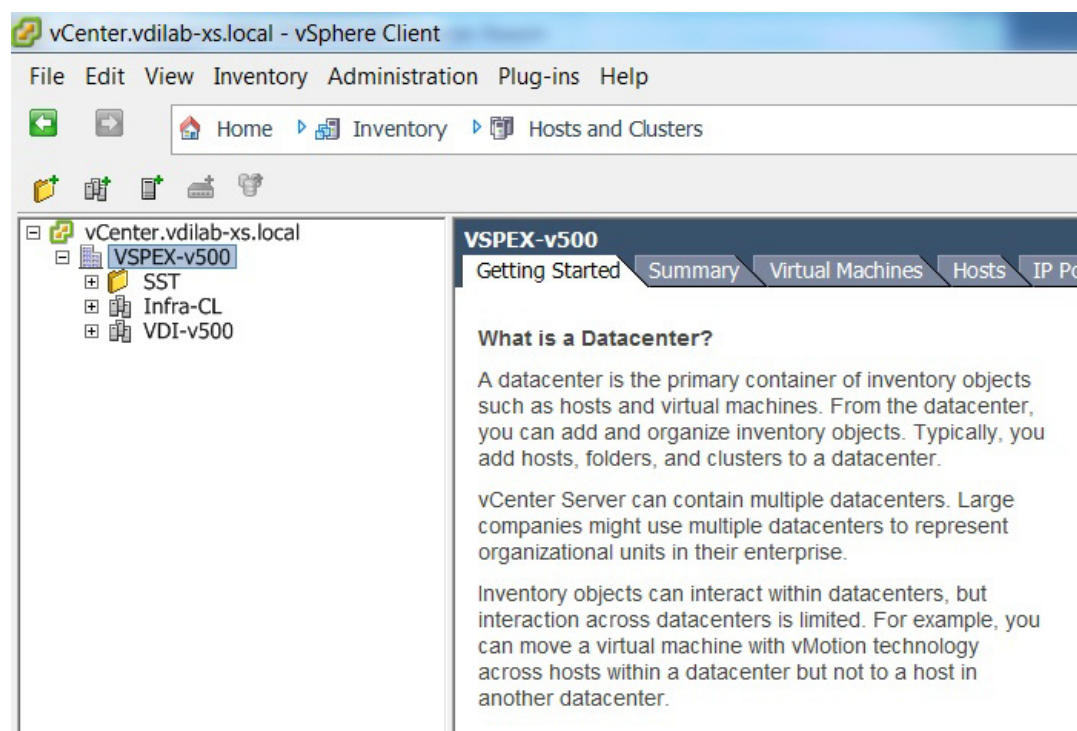 vCenter.vdilab-xs.local - vSphere Client
File Edit View Inventory Administration Plug-ins Help
Home Inventory Hosts and Clusters
vCenter.vdilab-xs.local
VSPEX-v500
SST
Infra-CL
VDI-v500
VSPEX-v500
Getting Started Summary Virtual Machines Hosts IP Po
What is a Datacenter?
A datacenter is the primary container of inventory objects
such as hosts and virtual machines. From the datacenter,
you can add and organize inventory objects. Typically, you
add hosts, folders, and clusters to a datacenter.
vCenter Server can contain multiple datacenters. Large
companies might use multiple datacenters to represent
organizational units in their enterprise.
Inventory objects can interact within datacenters, but
interaction across datacenters is limited. For example, you
can move a virtual machine with vMotion technology
across hosts within a datacenter but not to a host in
another datacenter.